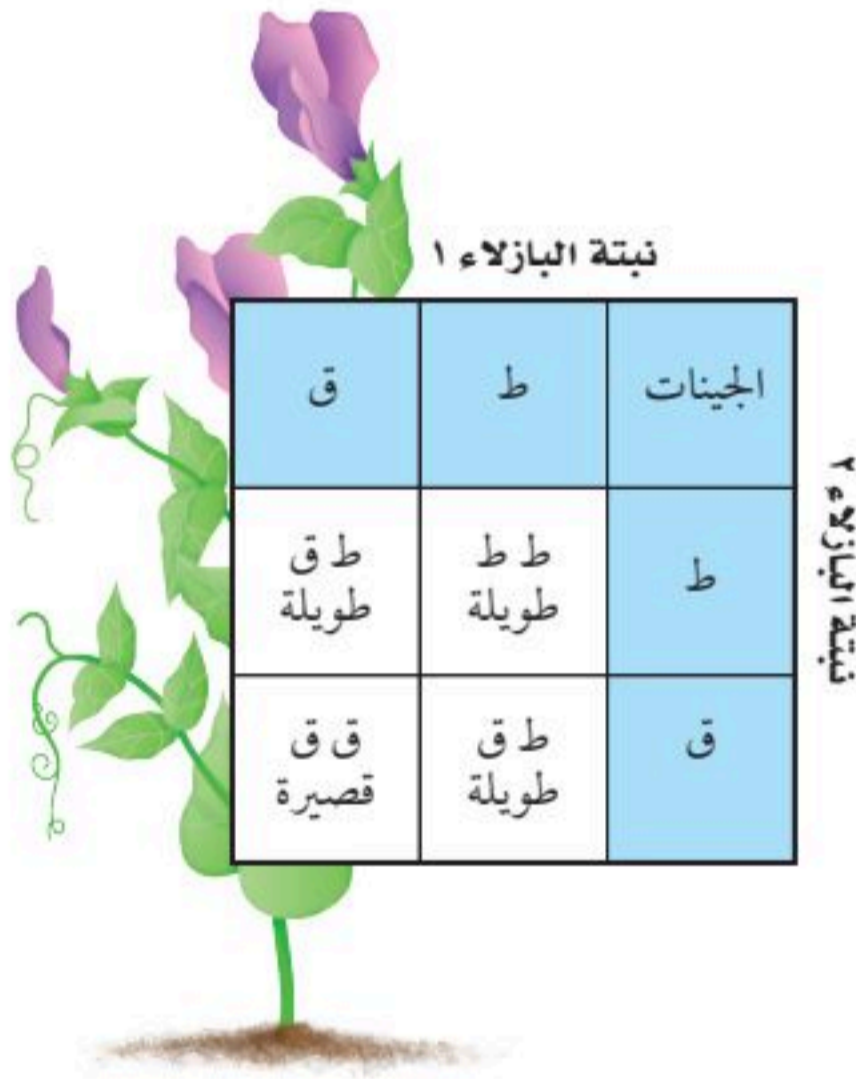 نبتة البازلاء ١
نبتة البازلاء ٢
الجينات
ط
ق
ط
ط ط
طويلة
ط ق
طويلة
ق
ط ق
طويلة
ق ق
قصيرة